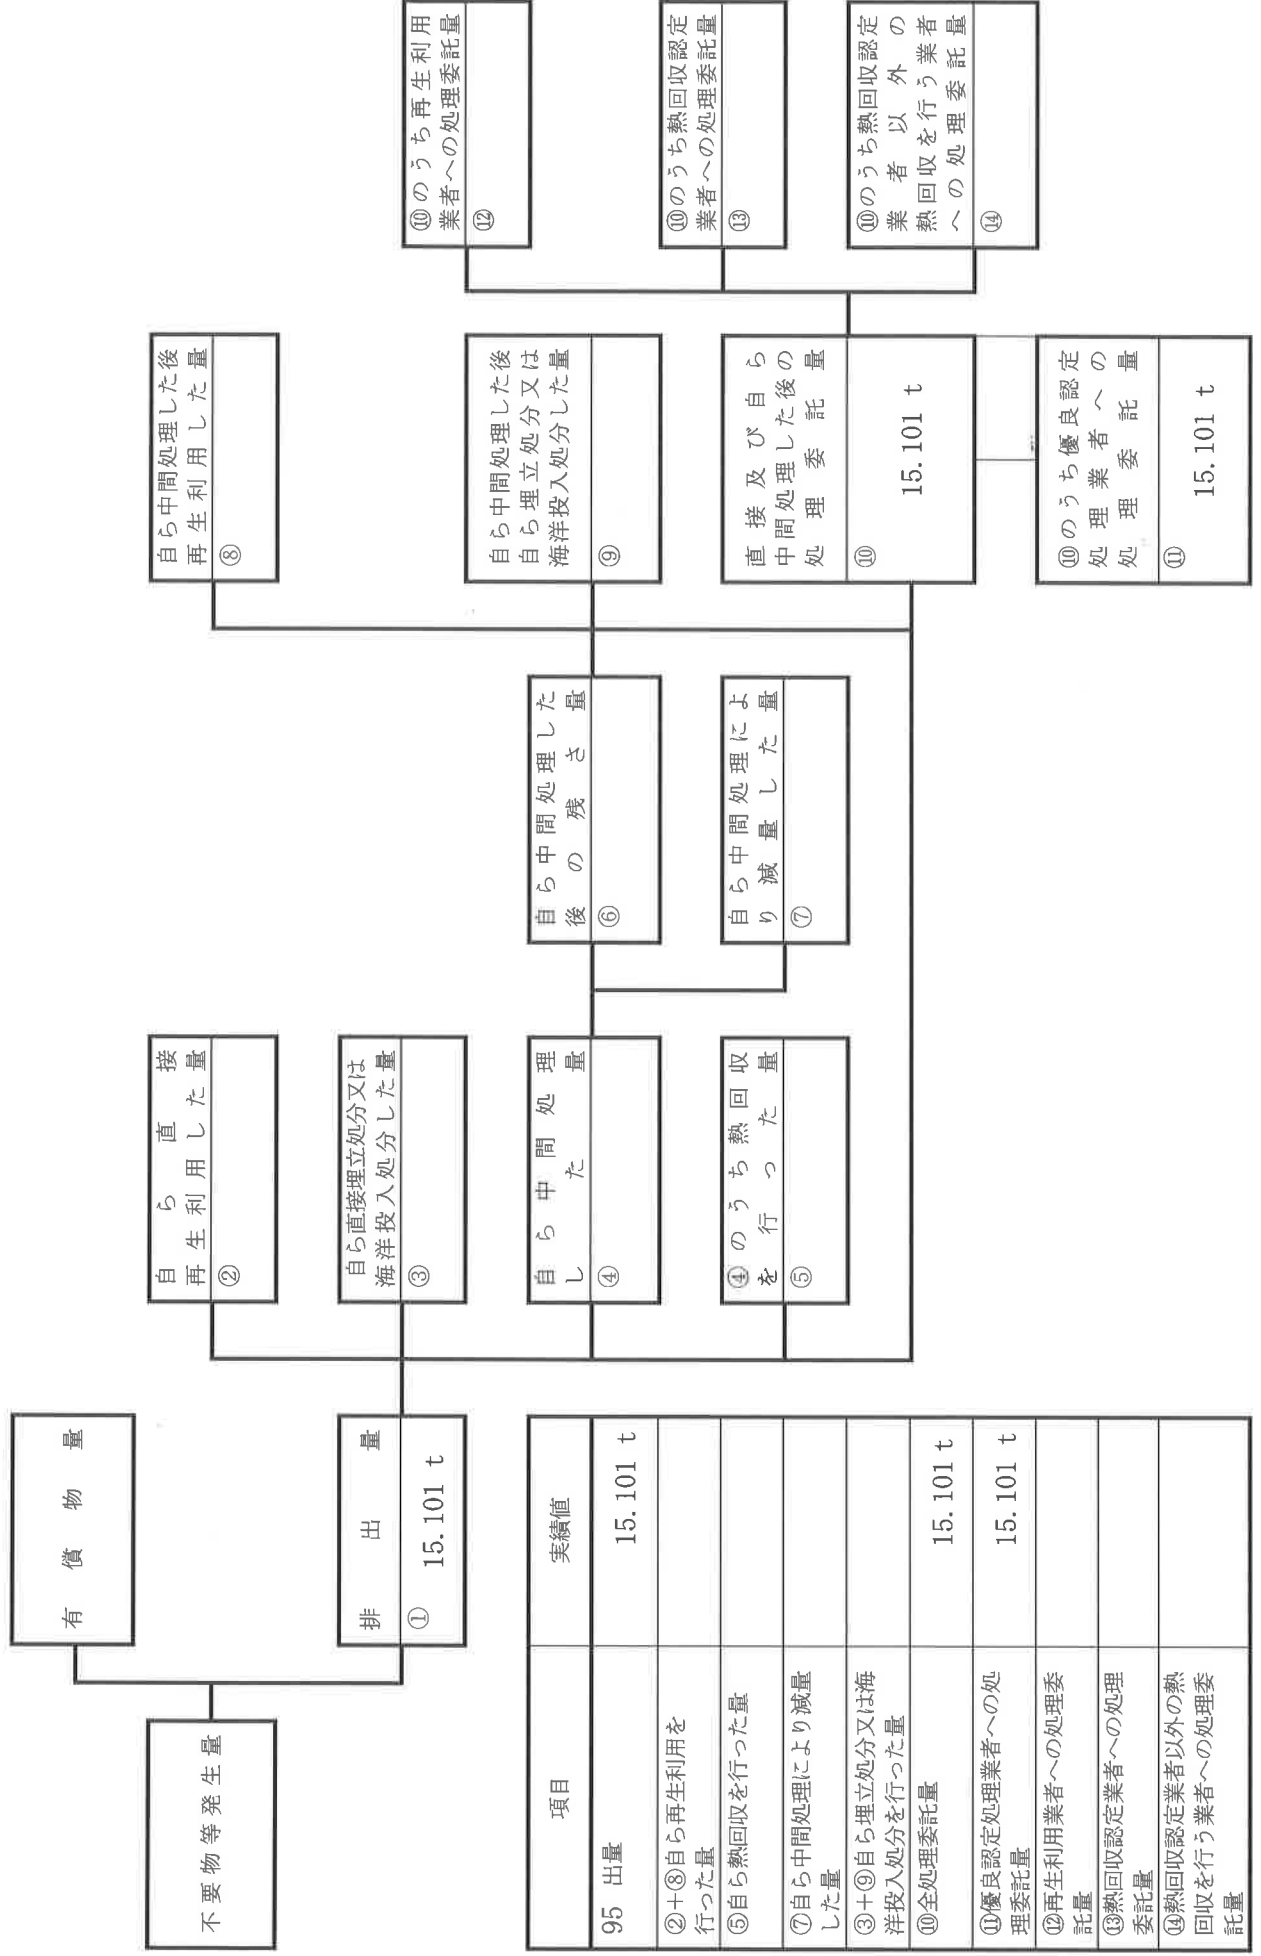 不要物等発生量
有償物量
排出量
①
15.101 t
自ら直接
再生利用した量
②
自ら直接埋立処分又は
海洋投入処分した量
③
自ら中間処理
した量
④
④のうち熱回収
を行った量
⑤
自ら中間処理した
後の残さ量
⑥
自ら中間処理によ
り減量した量
⑦
自ら中間処理した後
再生利用した量
⑧
自ら中間処理した後
自ら埋立処分又は
海洋投入処分した量
⑨
直接及び自ら
中間処理した後の
処理委託量
⑩
15.101 t
⑩のうち優良認定
処理業者への
処理委託量
⑪
15.101 t
⑩のうち再生利用
業者への処理委託量
⑫
⑩のうち熱回収認定
業者への処理委託量
⑬
⑩のうち熱回収認定
業者以外の
熱回収を行う業者
への処理委託量
⑭
項目 実績値
95 出量 15.101 t
②+⑧自ら再生利用を
行った量
⑤自ら熱回収を行った量
⑦自ら中間処理により減量
した量
③+⑨自ら埋立処分又は海
洋投入処分を行った量
⑩全処理委託量 15.101 t
⑪優良認定処理業者への処
理委託量 15.101 t
⑫再生利用業者への処理委
託量
⑬熱回収認定業者への処理
委託量
⑭熱回収認定業者以外の熱
回収を行う業者への処理委
託量